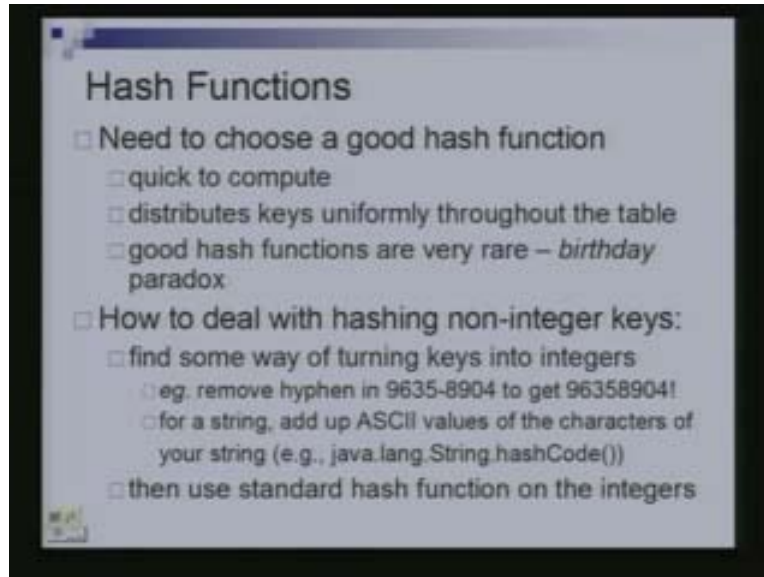 Hash Functions
Need to choose a good hash function
quick to compute
distributes keys uniformly throughout the table
good hash functions are very rare – birthday
paradox
How to deal with hashing non-integer keys:
find some way of turning keys into integers
eg. remove hyphen in 9635-8904 to get 96358904!
for a string, add up ASCII values of the characters of
your string (e.g., java.lang.String.hashCode())
then use standard hash function on the integers